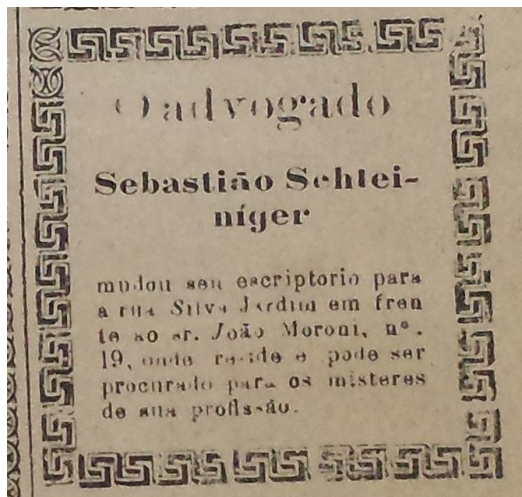 O advogado
Sebastião Schlei-
níger
mudou seu escriptorio para
a rua Silva Jardim em fren
te ao sr. João Moroni, nº.
19, onde reside e pode ser
procurado para os misteres
de sua profissão.